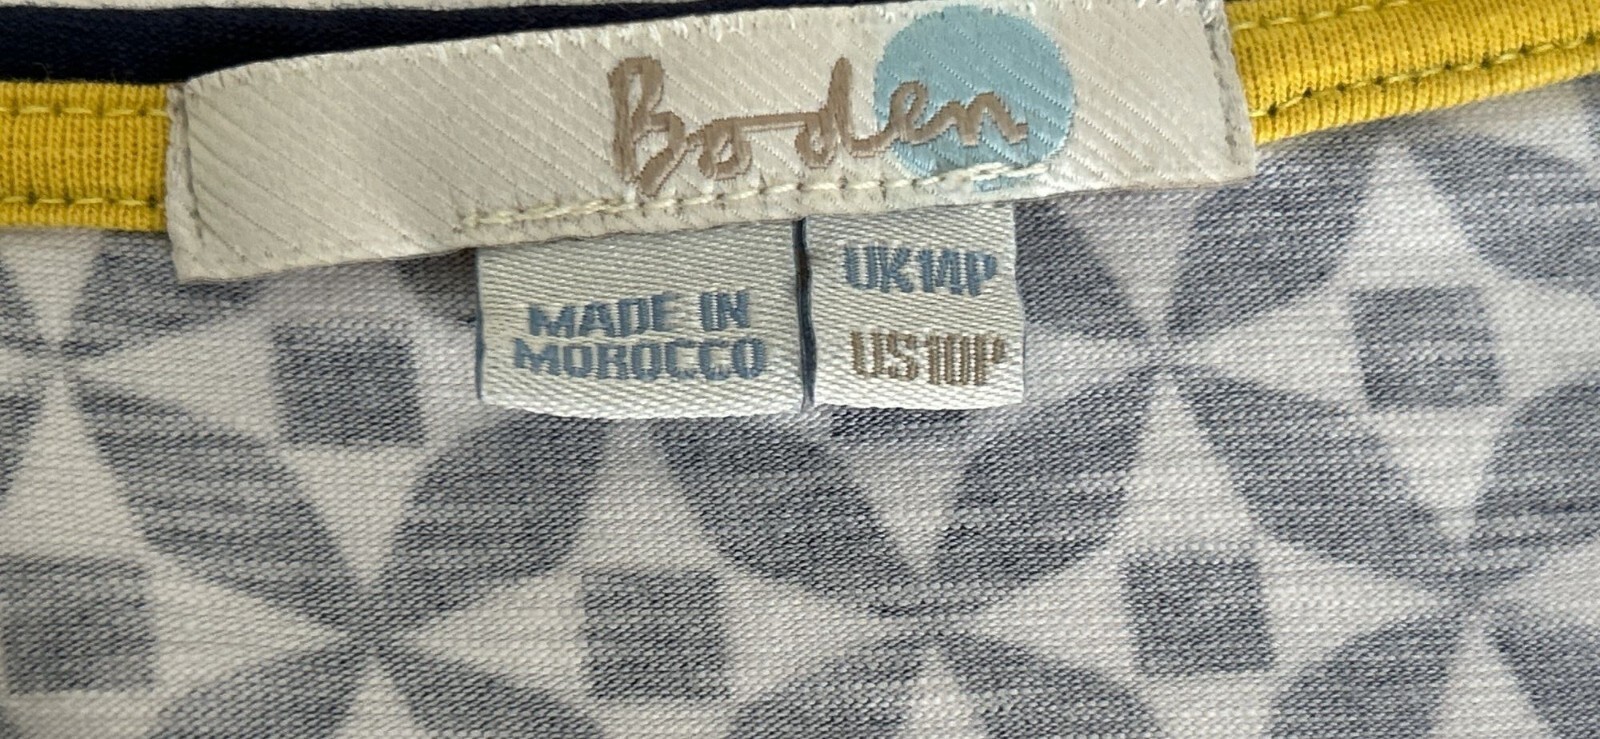 Boden
MADE IN
MOROCCO
UK14P
US10P